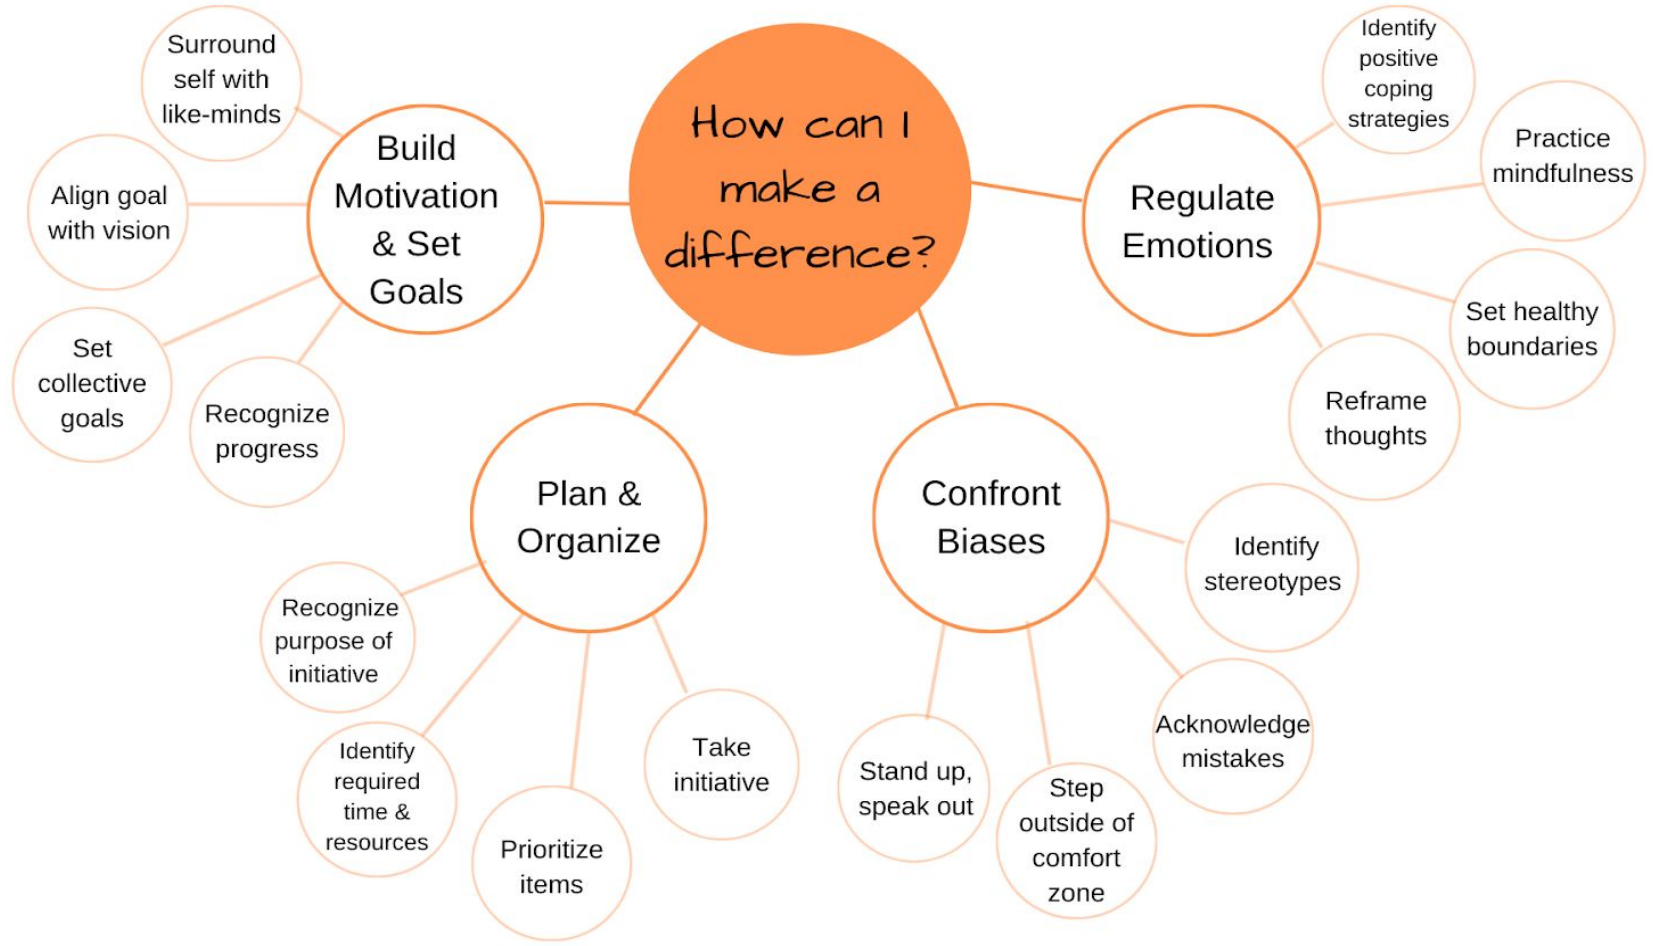 How can I
make a
difference?
Build
Motivation
& Set
Goals
Surround
self with
like-minds
Align goal
with vision
Set
collective
goals
Recognize
progress
Plan &
Organize
Recognize
purpose of
initiative
Identify
required
time &
resources
Prioritize
items
Take
initiative
Confront
Biases
Stand up,
speak out
Step
outside of
comfort
zone
Acknowledge
mistakes
Identify
stereotypes
Regulate
Emotions
Identify
positive
coping
strategies
Practice
mindfulness
Set healthy
boundaries
Reframe
thoughts